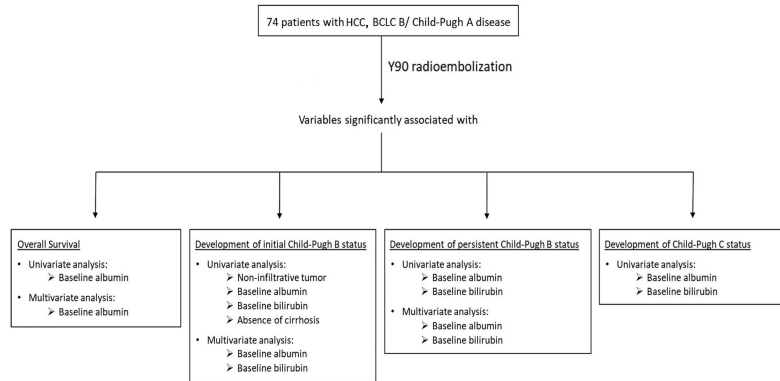 74 patients with HCC, BCLC B/ Child-Pugh A disease
Y90 radioembolization
Variables significantly associated with
Overall Survival
• Univariate analysis:
➢ Baseline albumin
• Multivariate analysis:
➢ Baseline albumin
Development of initial Child-Pugh B status
• Univariate analysis:
➢ Non-infiltrative tumor
➢ Baseline albumin
➢ Baseline bilirubin
➢ Absence of cirrhosis
• Multivariate analysis:
➢ Baseline albumin
➢ Baseline bilirubin
Development of persistent Child-Pugh B status
• Univariate analysis:
➢ Baseline albumin
➢ Baseline bilirubin
• Multivariate analysis:
➢ Baseline albumin
➢ Baseline bilirubin
Development of Child-Pugh C status
• Univariate analysis:
➢ Baseline albumin
➢ Baseline bilirubin